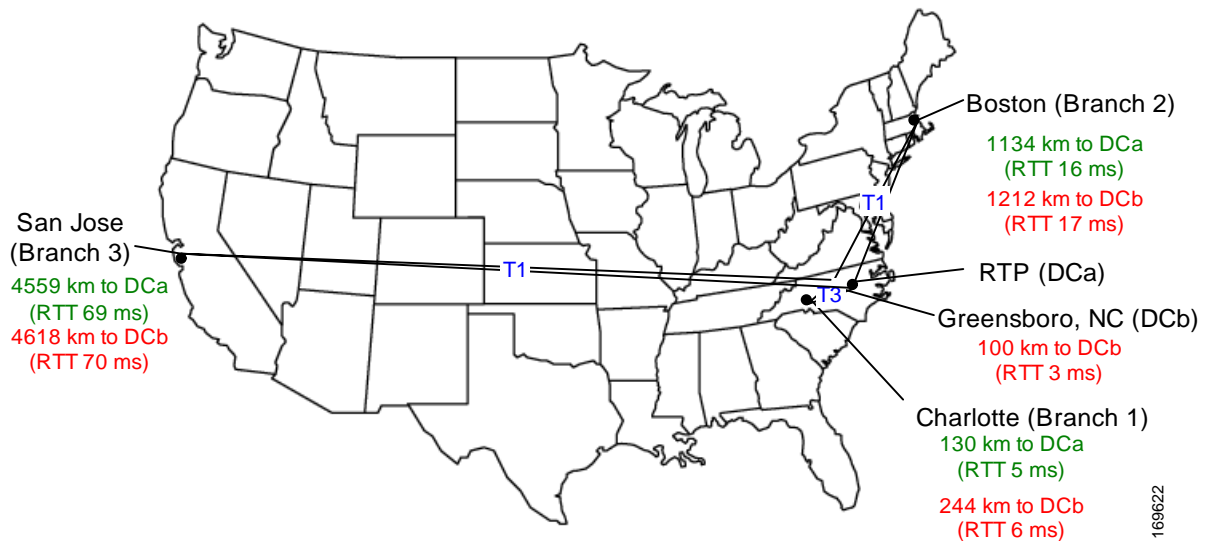 Boston (Branch 2)
1134 km to DCa
(RTT 16 ms)
1212 km to DCb
(RTT 17 ms)
T1
San Jose
(Branch 3)
4559 km to DCa
(RTT 69 ms)
4618 km to DCb
(RTT 70 ms)
T1
RTP (DCa)
T3
Greensboro, NC (DCb)
100 km to DCb
(RTT 3 ms)
Charlotte (Branch 1)
130 km to DCa
(RTT 5 ms)
244 km to DCb
(RTT 6 ms)
169622